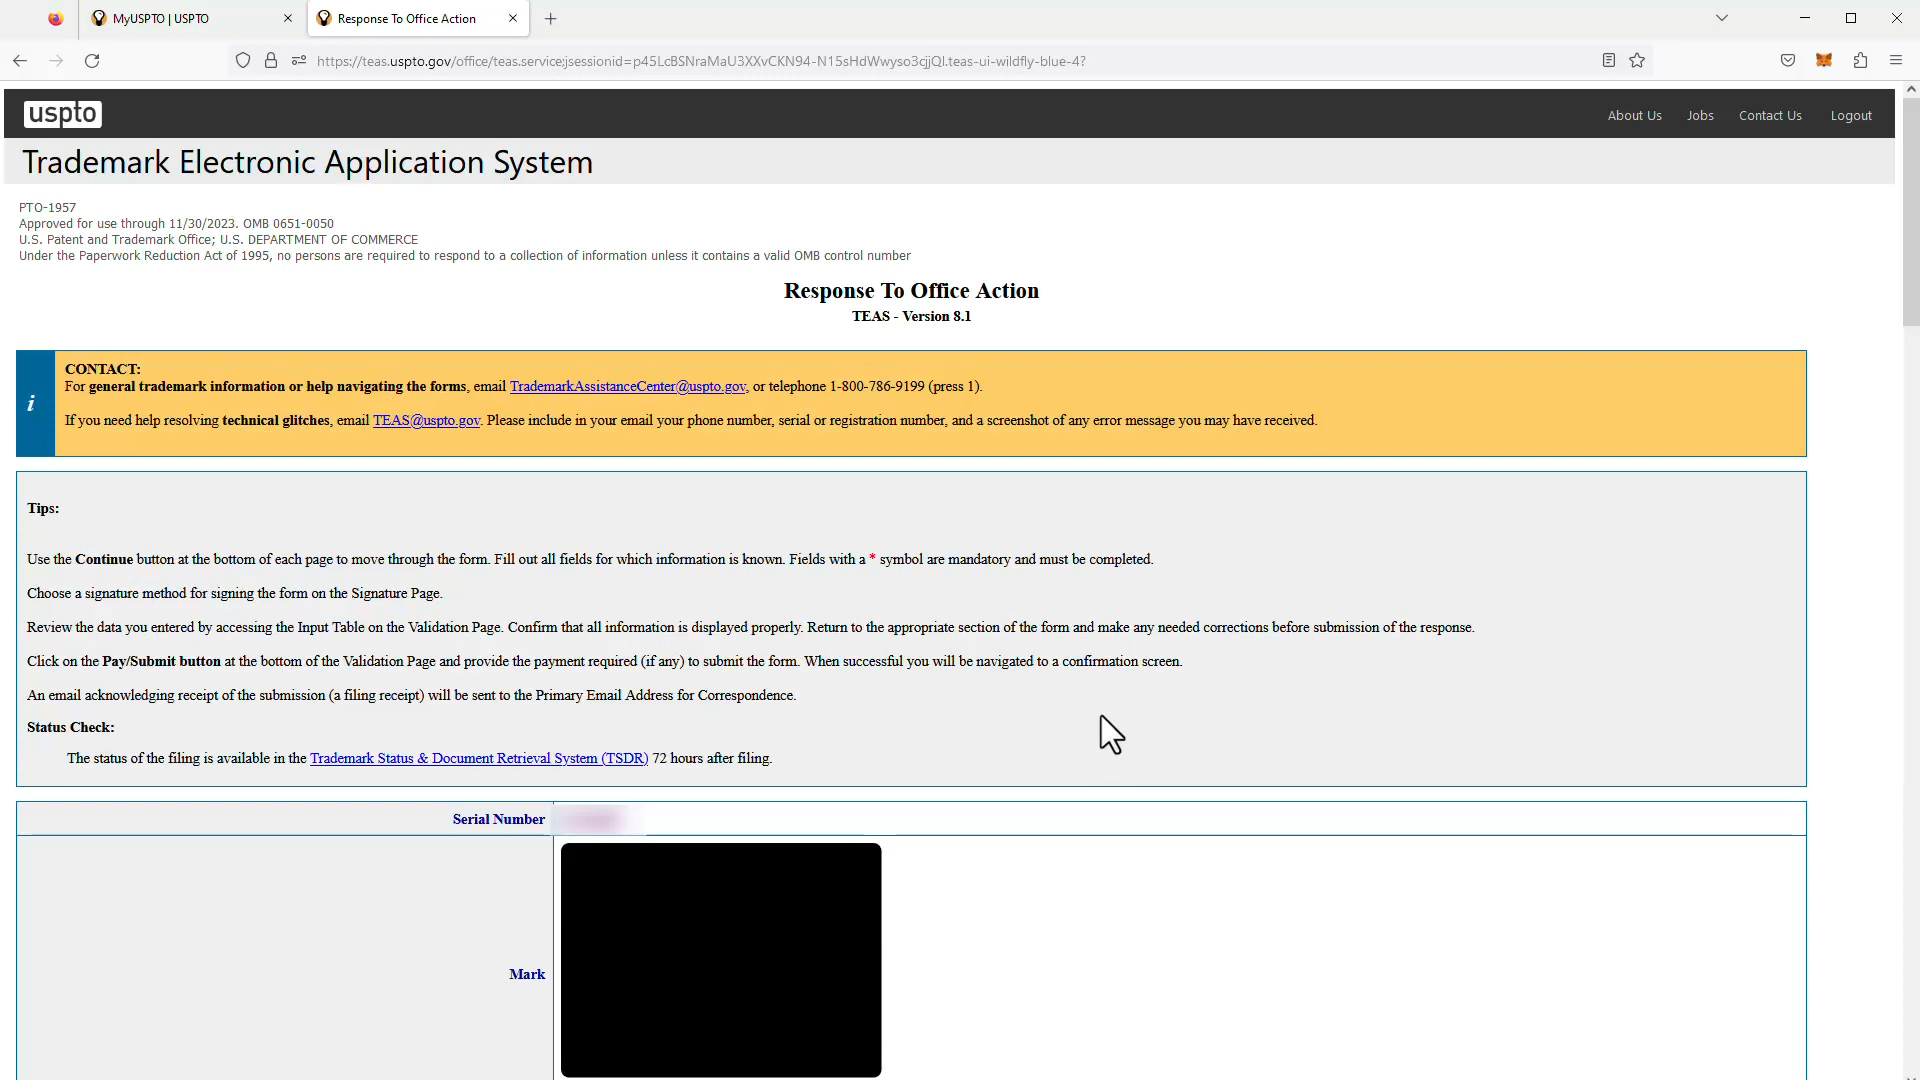 MyUSPTO | USPTO
Response To Office Action
https://teas.uspto.gov/office/teas.service;jsessionid=p45LcBSNraMaU3XXvCKN94-N15sHdWwyso3cjjQl.teas-ui-wildfly-blue-4?
uspto
About Us
Jobs
Contact Us
Logout
Trademark Electronic Application System
PTO-1957
Approved for use through 11/30/2023. OMB 0651-0050
U.S. Patent and Trademark Office; U.S. DEPARTMENT OF COMMERCE
Under the Paperwork Reduction Act of 1995, no persons are required to respond to a collection of information unless it contains a valid OMB control number
Response To Office Action
TEAS - Version 8.1
i
CONTACT:
For general trademark information or help navigating the forms, email TrademarkAssistanceCenter@uspto.gov, or telephone 1-800-786-9199 (press 1).
If you need help resolving technical glitches, email TEAS@uspto.gov. Please include in your email your phone number, serial or registration number, and a screenshot of any error message you may have received.
Tips:
Use the Continue button at the bottom of each page to move through the form. Fill out all fields for which information is known. Fields with a * symbol are mandatory and must be completed.
Choose a signature method for signing the form on the Signature Page.
Review the data you entered by accessing the Input Table on the Validation Page. Confirm that all information is displayed properly. Return to the appropriate section of the form and make any needed corrections before submission of the response.
Click on the Pay/Submit button at the bottom of the Validation Page and provide the payment required (if any) to submit the form. When successful you will be navigated to a confirmation screen.
An email acknowledging receipt of the submission (a filing receipt) will be sent to the Primary Email Address for Correspondence.
Status Check:
The status of the filing is available in the Trademark Status & Document Retrieval System (TSDR) 72 hours after filing.
Serial Number
Mark